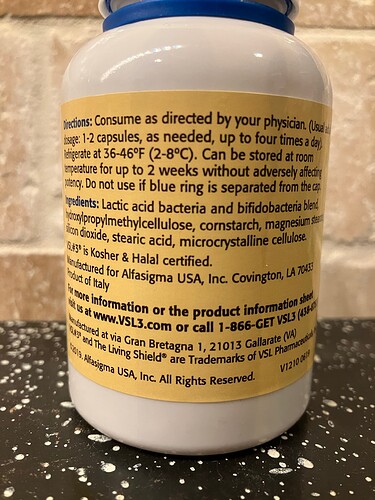 Directions: Consume as directed by your physician. (Usual
dosage: 1-2 capsules, as needed, up to four times a day).
Refrigerate at 36-46°F (2-8°C). Can be stored at room
temperature for up to 2 weeks without adversely affecting
potency. Do not use if blue ring is separated from the cap.
Ingredients: Lactic acid bacteria and bifidobacteria blend,
hydroxypropylmethylcellulose, cornstarch, magnesium stear
silicon dioxide, stearic acid, microcrystalline cellulose.
VSL#3® is Kosher & Halal certified.
Manufactured for Alfasigma USA, Inc. Covington, LA 70433
Product of Italy
For more information or the product information sheet
visit us at www.VSL3.com or call 1-866-GET VSL3 (438-
Manufactured at via Gran Bretagna 1, 21013 Gallarate (VA)
VSL#3® and The Living Shield® are Trademarks of VSL Pharmaceutic
©2019. Alfasigma USA, Inc. All Rights Reserved.
V1210 0619